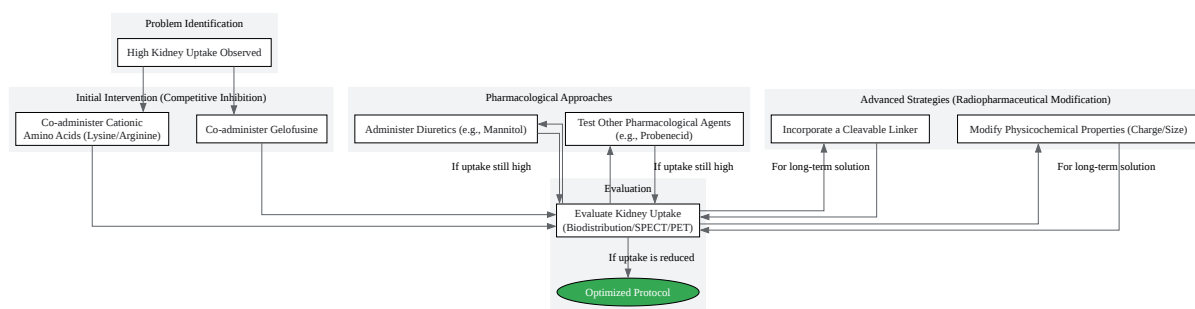 Problem Identification
High Kidney Uptake Observed
Initial Intervention (Competitive Inhibition)
Co-administer Cationic
Amino Acids (Lysine/Arginine)
Co-administer Gelofusine
Pharmacological Approaches
Administer Diuretics (e.g., Mannitol)
Test Other Pharmacological Agents
(e.g., Probenecid)
Advanced Strategies (Radiopharmaceutical Modification)
Incorporate a Cleavable Linker
Modify Physicochemical Properties (Charge/Size)
If uptake still high
If uptake still high
For long-term solution
For long-term solution
Evaluation
Evaluate Kidney Uptake
(Biodistribution/SPECT/PET)
If uptake is reduced
Optimized Protocol